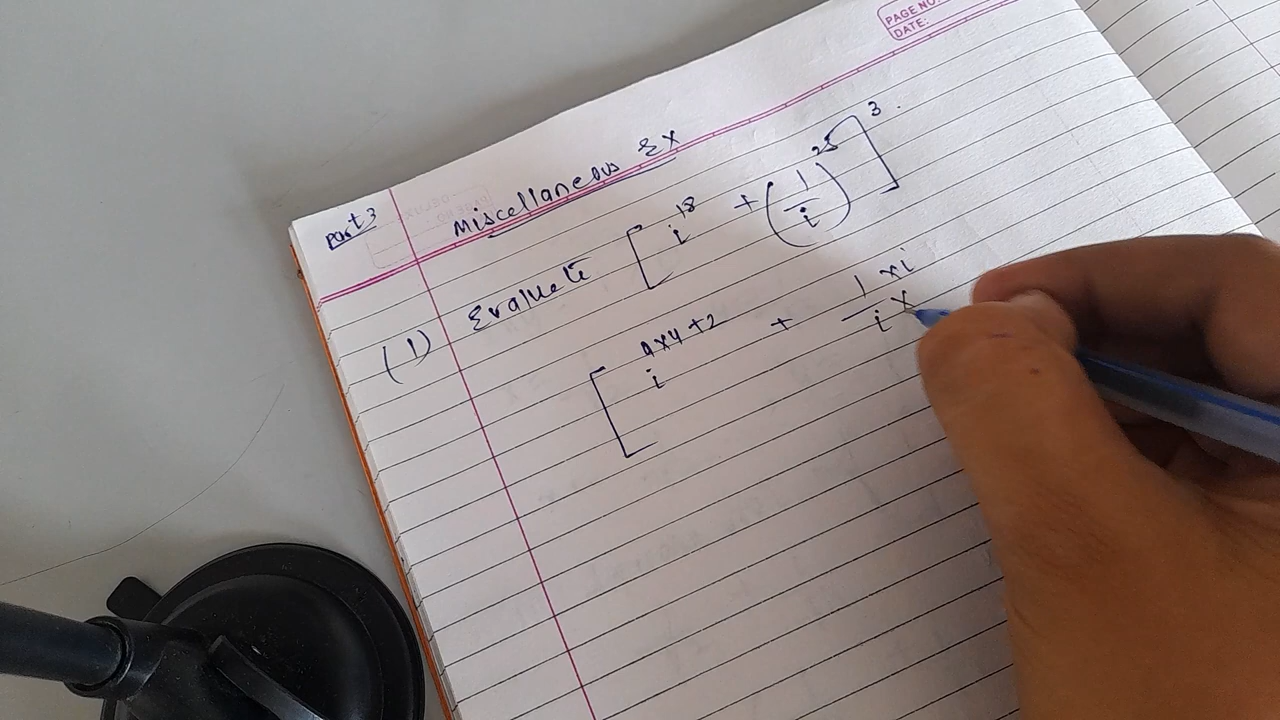 PAGE NO.
DATE:
Part 3
Miscellaneous Ex
(1) Evaluate [ i^18 + (1/i)^25 ]^3.
[ i^4×4+2 + 1 × i / i ×